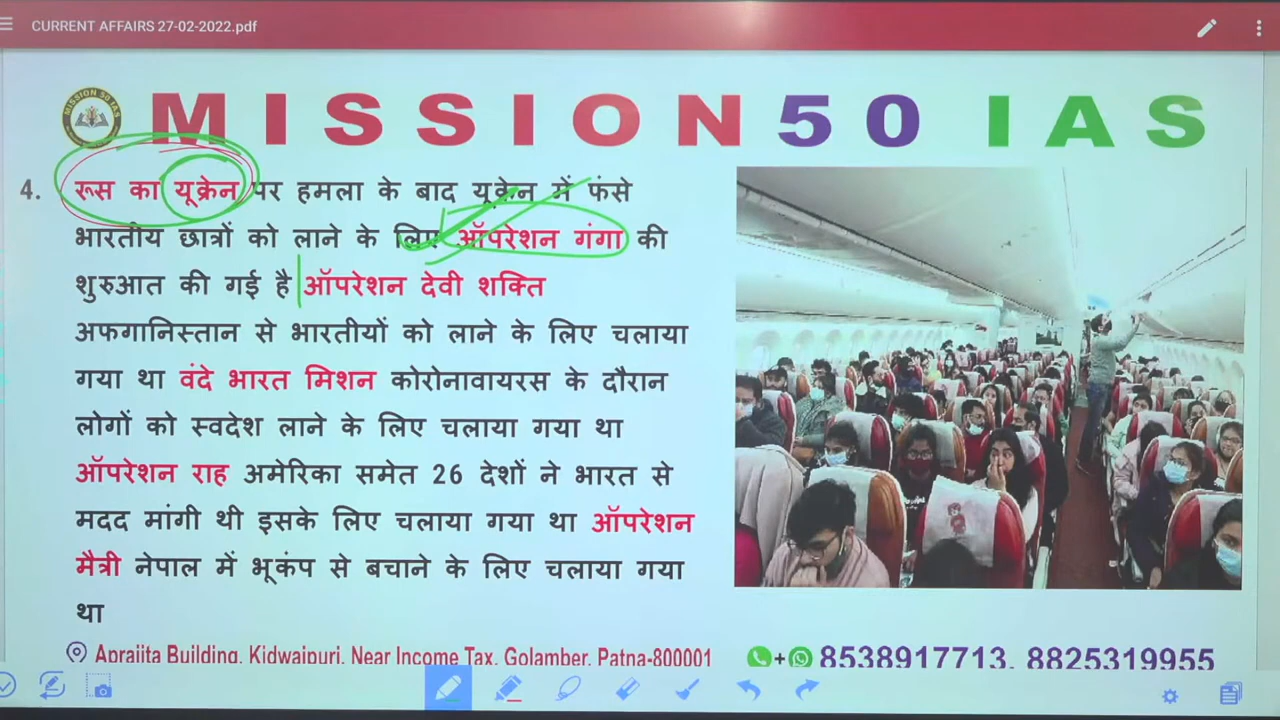 CURRENT AFFAIRS 27-02-2022.pdf
MISSION 50 IAS
4. रूस का यूक्रेन पर हमला के बाद यूक्रेन में फंसे
भारतीय छात्रों को लाने के लिए ऑपरेशन गंगा की
शुरुआत की गई है ऑपरेशन देवी शक्ति
अफगानिस्तान से भारतीयों को लाने के लिए चलाया
गया था वंदे भारत मिशन कोरोनावायरस के दौरान
लोगों को स्वदेश लाने के लिए चलाया गया था
ऑपरेशन राह अमेरिका समेत 26 देशों ने भारत से
मदद मांगी थी इसके लिए चलाया गया था ऑपरेशन
मैत्री नेपाल में भूकंप से बचाने के लिए चलाया गया
था
Aprajita Building, Kidwaipuri, Near Income Tax, Golamber, Patna-800001
+ 8538917713, 8825319955